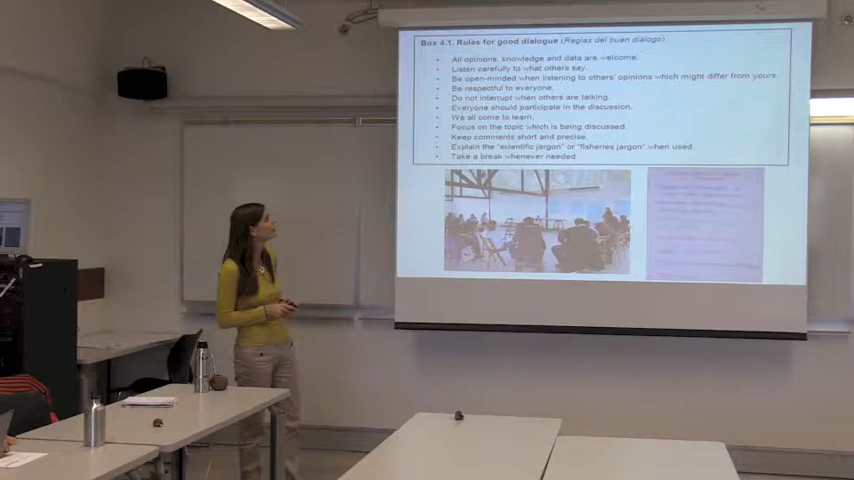 Box 4.1. Rules for good dialogue (Reglas del buen diálogo)
• All opinions, knowledge and data are welcome.
• Listen carefully to what others say.
• Be open-minded when listening to others' opinions which might differ from yours.
• Be respectful to everyone.
• Do not interrupt when others are talking.
• Everyone should participate in the discussion.
• We all come to learn.
• Focus on the topic which is being discussed.
• Keep comments short and precise.
• Explain the "scientific jargon" or "fisheries jargon" when used.
• Take a break whenever needed.